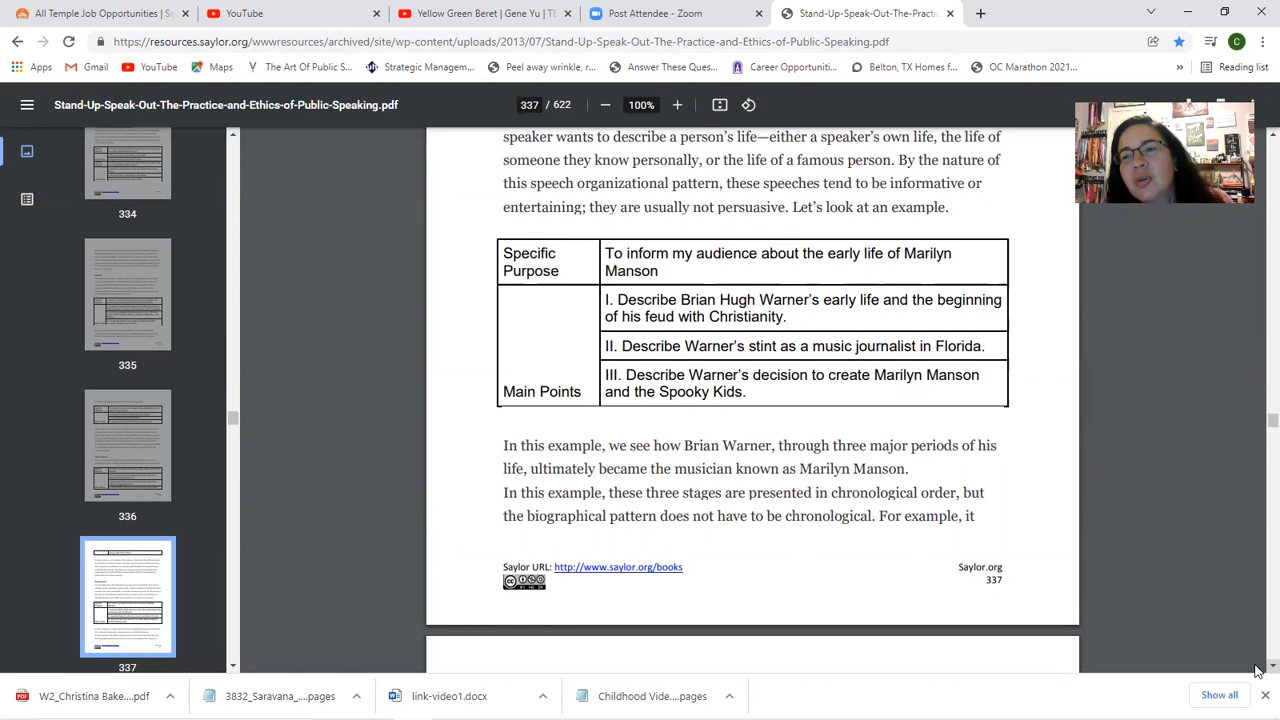 All Temple Job Opportunities | St
YouTube
Yellow Green Beret | Gene Yu | TE
Post Attendee - Zoom
Stand-Up-Speak-Out-The-Practic
https://resources.saylor.org/wwwresources/archived/site/wp-content/uploads/2013/07/Stand-Up-Speak-Out-The-Practice-and-Ethics-of-Public-Speaking.pdf
C
Apps
Gmail
YouTube
Maps
The Art Of Public S...
Strategic Managem...
Peel away wrinkle, r...
Answer These Ques...
Career Opportuniti...
Belton, TX Homes f...
OC Marathon 2021...
Reading list
Stand-Up-Speak-Out-The-Practice-and-Ethics-of-Public-Speaking.pdf
337 / 622
100%
334
335
336
337
speaker wants to describe a person's life—either a speaker's own life, the life of
someone they know personally, or the life of a famous person. By the nature of
this speech organizational pattern, these speeches tend to be informative or
entertaining; they are usually not persuasive. Let's look at an example.
Specific Purpose
To inform my audience about the early life of Marilyn
Manson
I. Describe Brian Hugh Warner's early life and the beginning
of his feud with Christianity.
II. Describe Warner's stint as a music journalist in Florida.
III. Describe Warner's decision to create Marilyn Manson
Main Points
and the Spooky Kids.
In this example, we see how Brian Warner, through three major periods of his
life, ultimately became the musician known as Marilyn Manson.
In this example, these three stages are presented in chronological order, but
the biographical pattern does not have to be chronological. For example, it
Saylor URL: http://www.saylor.org/books
Saylor.org
337
W2_Christina Bake....pdf
3832_Saravana_....pages
link-video1.docx
Childhood Vide....pages
Show all